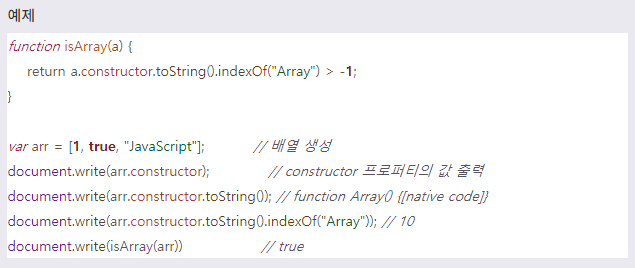 예제
function isArray(a) {
return a.constructor.toString().indexOf("Array") > -1;
}
var arr = [1, true, "JavaScript"]; // 배열 생성
document.write(arr.constructor); // constructor 프로퍼티의 값 출력
document.write(arr.constructor.toString()); // function Array() {[native code]}
document.write(arr.constructor.toString().indexOf("Array")); // 10
document.write(isArray(arr)) // true